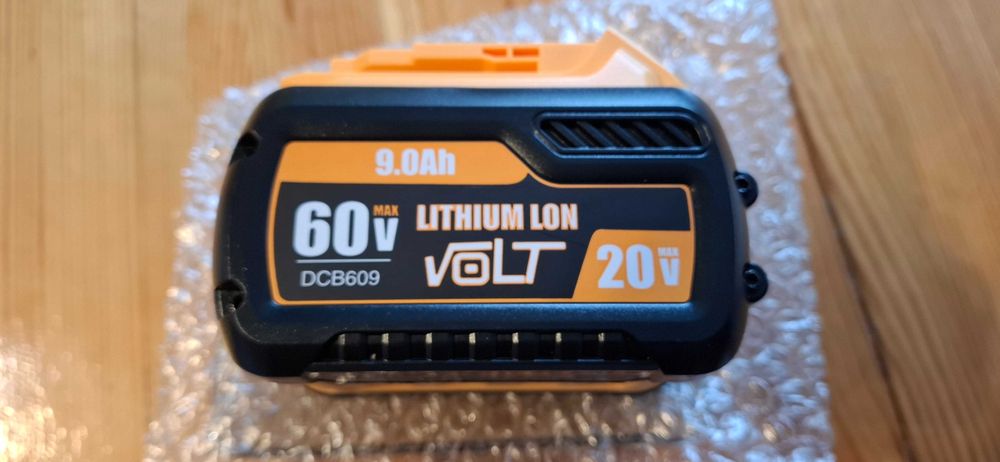 9.0Ah
60V MAX
DCB609
LITHIUM LON
VOLT
20V MAX